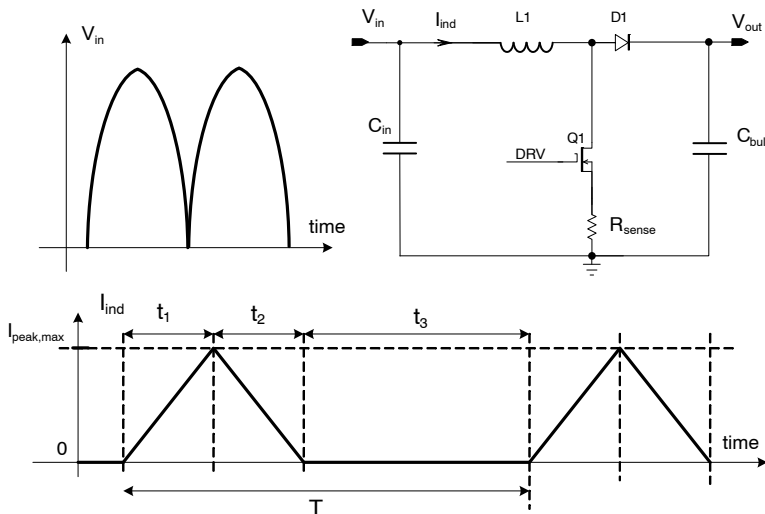 V_in
time
V_in
I_ind
L1
D1
V_out
C_in
Q1
DRV
C_bul
R_sense
I_ind
I_peak,max
t_1
t_2
t_3
0
time
T